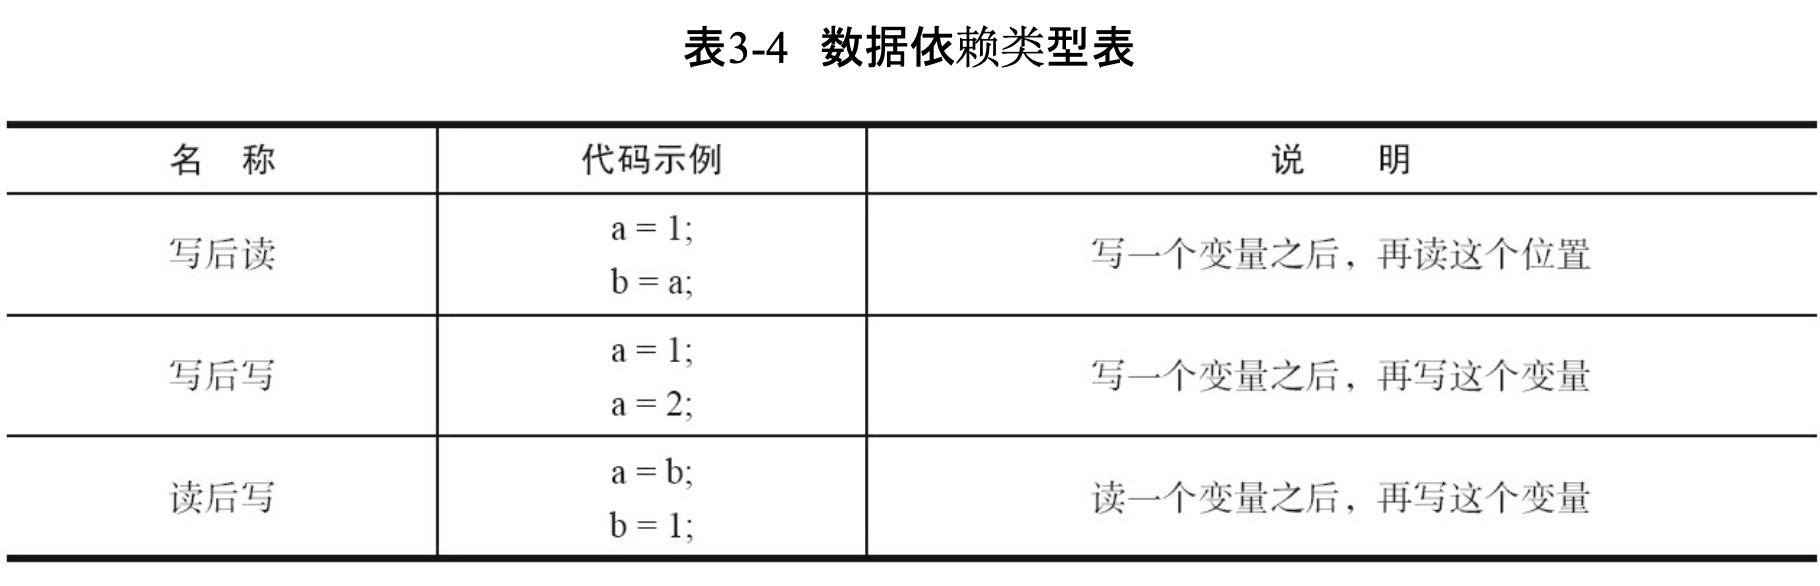 表3-4 数据依赖类型表
名 称 代码示例 说 明
写后读 a = 1; 写一个变量之后，再读这个位置
b = a;
写后写 a = 1; 写一个变量之后，再写这个变量
a = 2;
读后写 a = b; 读一个变量之后，再写这个变量
b = 1;